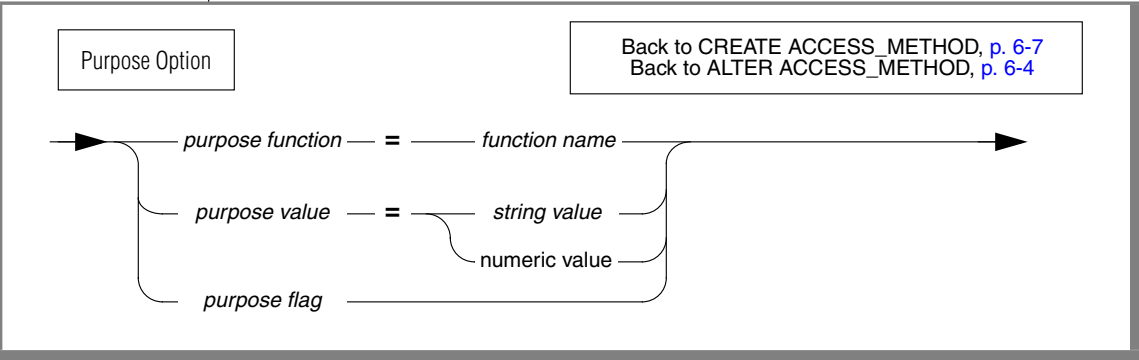 Purpose Option
Back to CREATE ACCESS_METHOD, p. 6-7
Back to ALTER ACCESS_METHOD, p. 6-4
purpose function = function name
purpose value = string value
numeric value
purpose flag